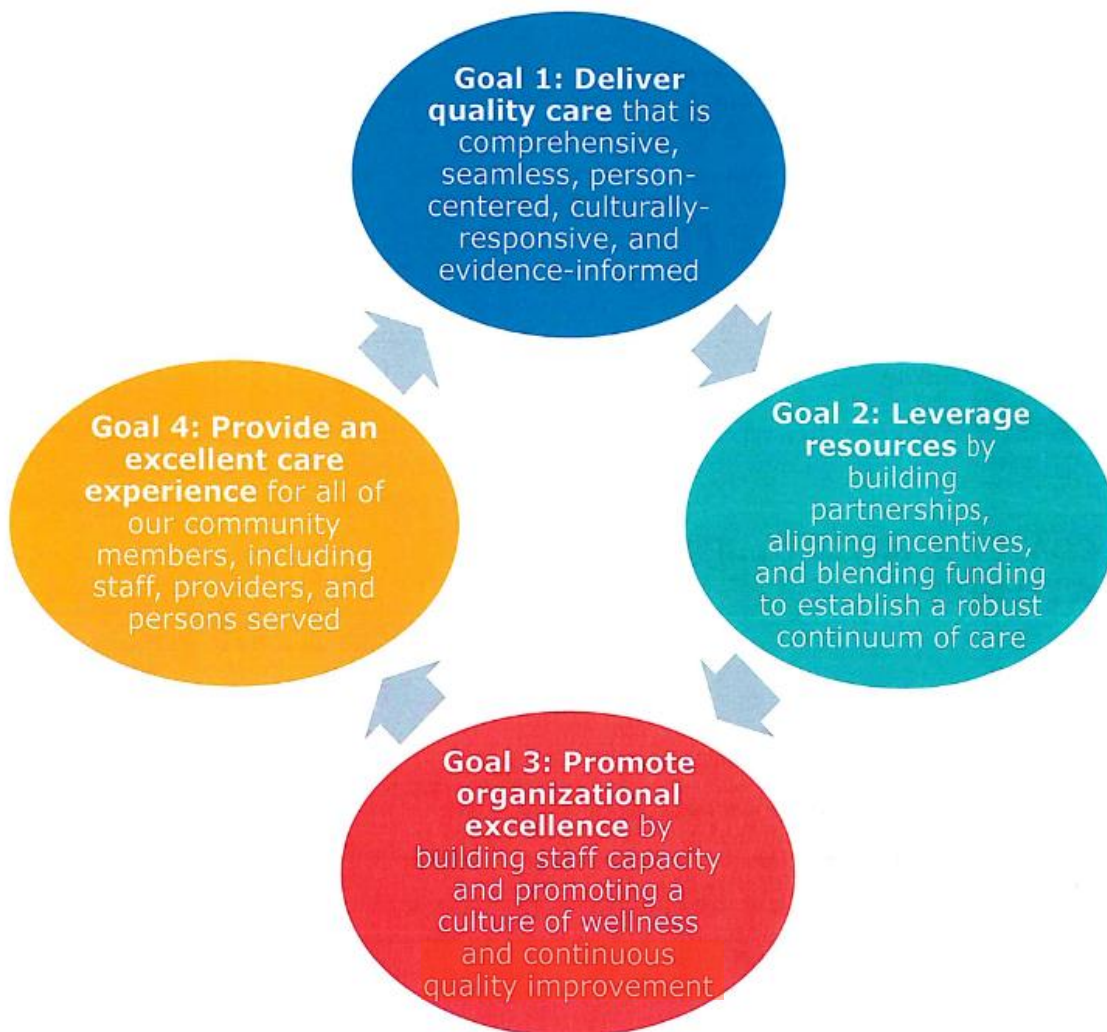 Goal 1: Deliver
quality care that is
comprehensive,
seamless, person-
centered, culturally-
responsive, and
evidence-informed
Goal 2: Leverage
resources by
building
partnerships,
aligning incentives,
and blending funding
to establish a robust
continuum of care
Goal 3: Promote
organizational
excellence by
building staff capacity
and promoting a
culture of wellness
and continuous
quality improvement
Goal 4: Provide an
excellent care
experience for all of
our community
members, including
staff, providers, and
persons served